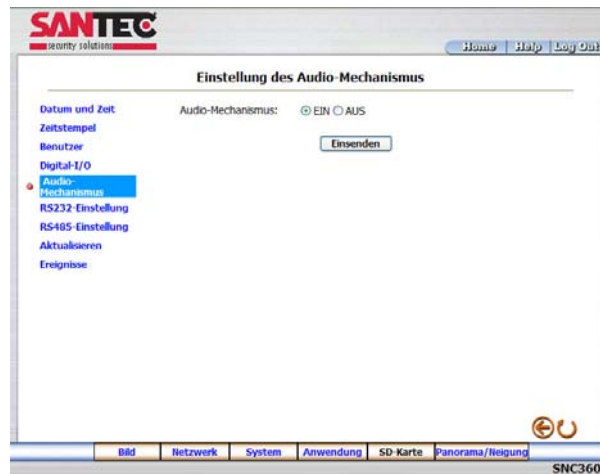 SANTEC
security solutions
Home | Help | Log Out
Einstellung des Audio-Mechanismus
Datum und Zeit
Zeitstempel
Benutzer
Digital-I/O
Audio-
Mechanismus
RS232-Einstellung
RS485-Einstellung
Aktualisieren
Ereignisse
Audio-Mechanismus: EIN AUS
Einsenden
Bild Netzwerk System Anwendung SD-Karte Panorama/Neigung
SNC360